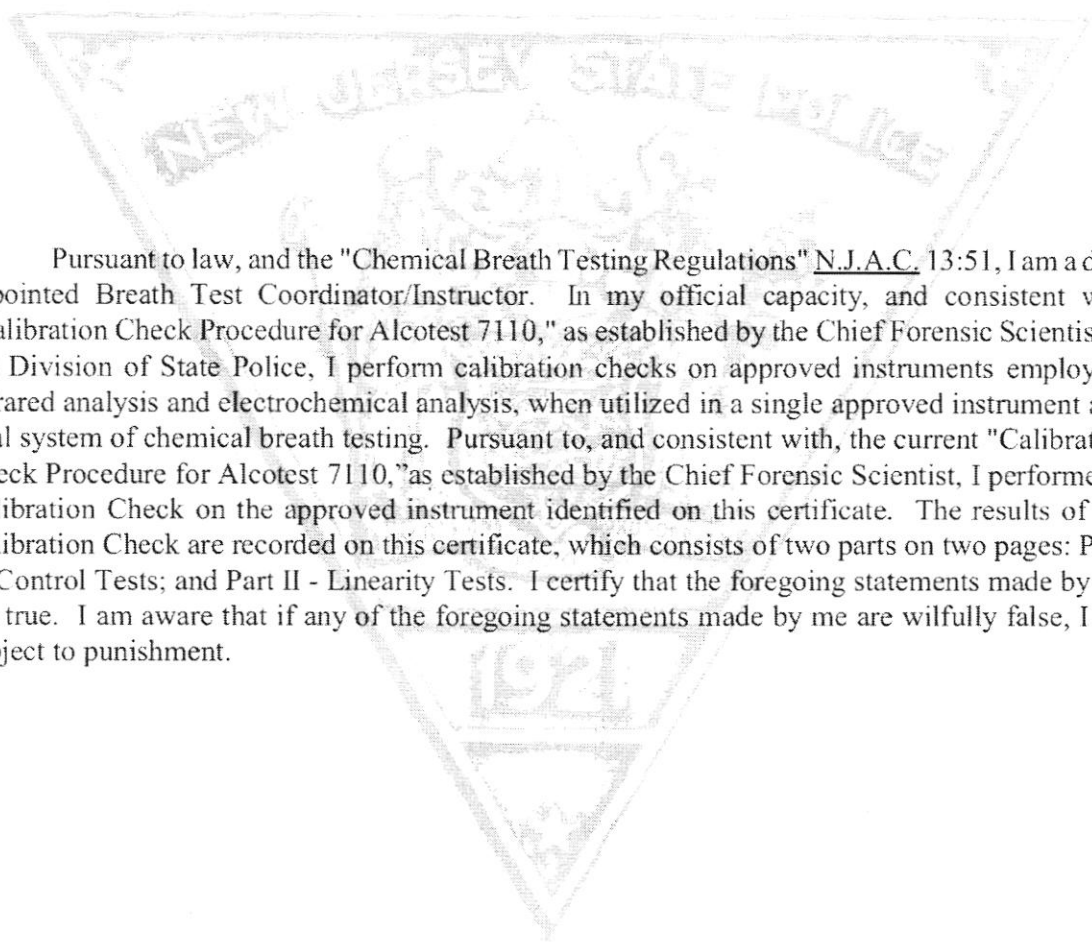 NEW JERSEY STATE POLICE
Pursuant to law, and the "Chemical Breath Testing Regulations" N.J.A.C. 13:51, I am a d
pointed Breath Test Coordinator/Instructor. In my official capacity, and consistent
alibration Check Procedure for Alcotest 7110," as established by the Chief Forensic Scientis
Division of State Police, I perform calibration checks on approved instruments employ
rared analysis and electrochemical analysis, when utilized in a single approved instrument a
al system of chemical breath testing. Pursuant to, and consistent with, the current "Calibrat
eck Procedure for Alcotest 7110,”as established by the Chief Forensic Scientist, I performe
libration Check on the approved instrument identified on this certificate. The results of
libration Check are recorded on this certificate, which consists of two parts on two pages: P
Control Tests; and Part II - Linearity Tests. I certify that the foregoing statements made by
true. I am aware that if any of the foregoing statements made by me are wilfully false, I
ject to punishment.
192